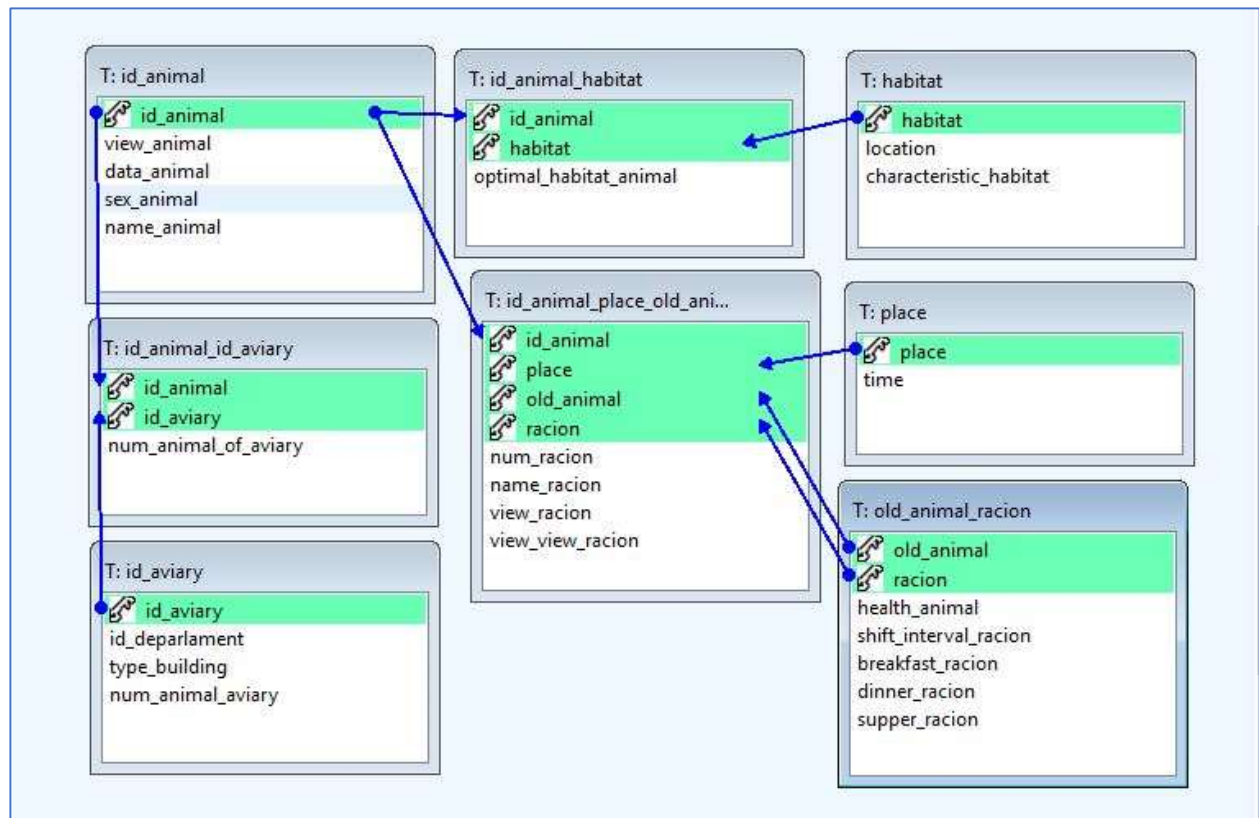 T: id_animal
id_animal
view_animal
data_animal
sex_animal
name_animal
T: id_animal_habitat
id_animal
habitat
optimal_habitat_animal
T: habitat
habitat
location
characteristic_habitat
T: id_animal_id_aviary
id_animal
id_aviary
num_animal_of_aviary
T: id_animal_place_old_ani...
id_animal
place
old_animal
racion
num_racion
name_racion
view_racion
view_view_racion
T: place
place
time
T: id_aviary
id_aviary
id_deparlament
type_building
num_animal_aviary
T: old_animal_racion
old_animal
racion
health_animal
shift_interval_racion
breakfast_racion
dinner_racion
supper_racion